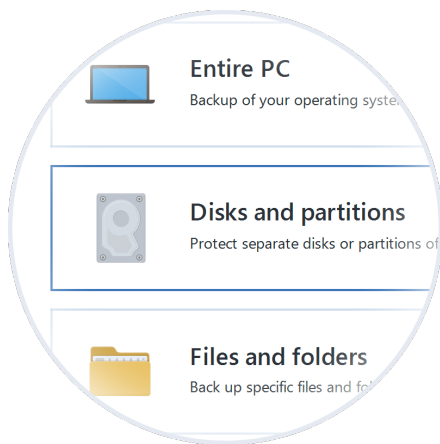 Entire PC
Backup of your operating syste
Disks and partitions
Protect separate disks or partitions of
Files and folders
Back up specific files and fol